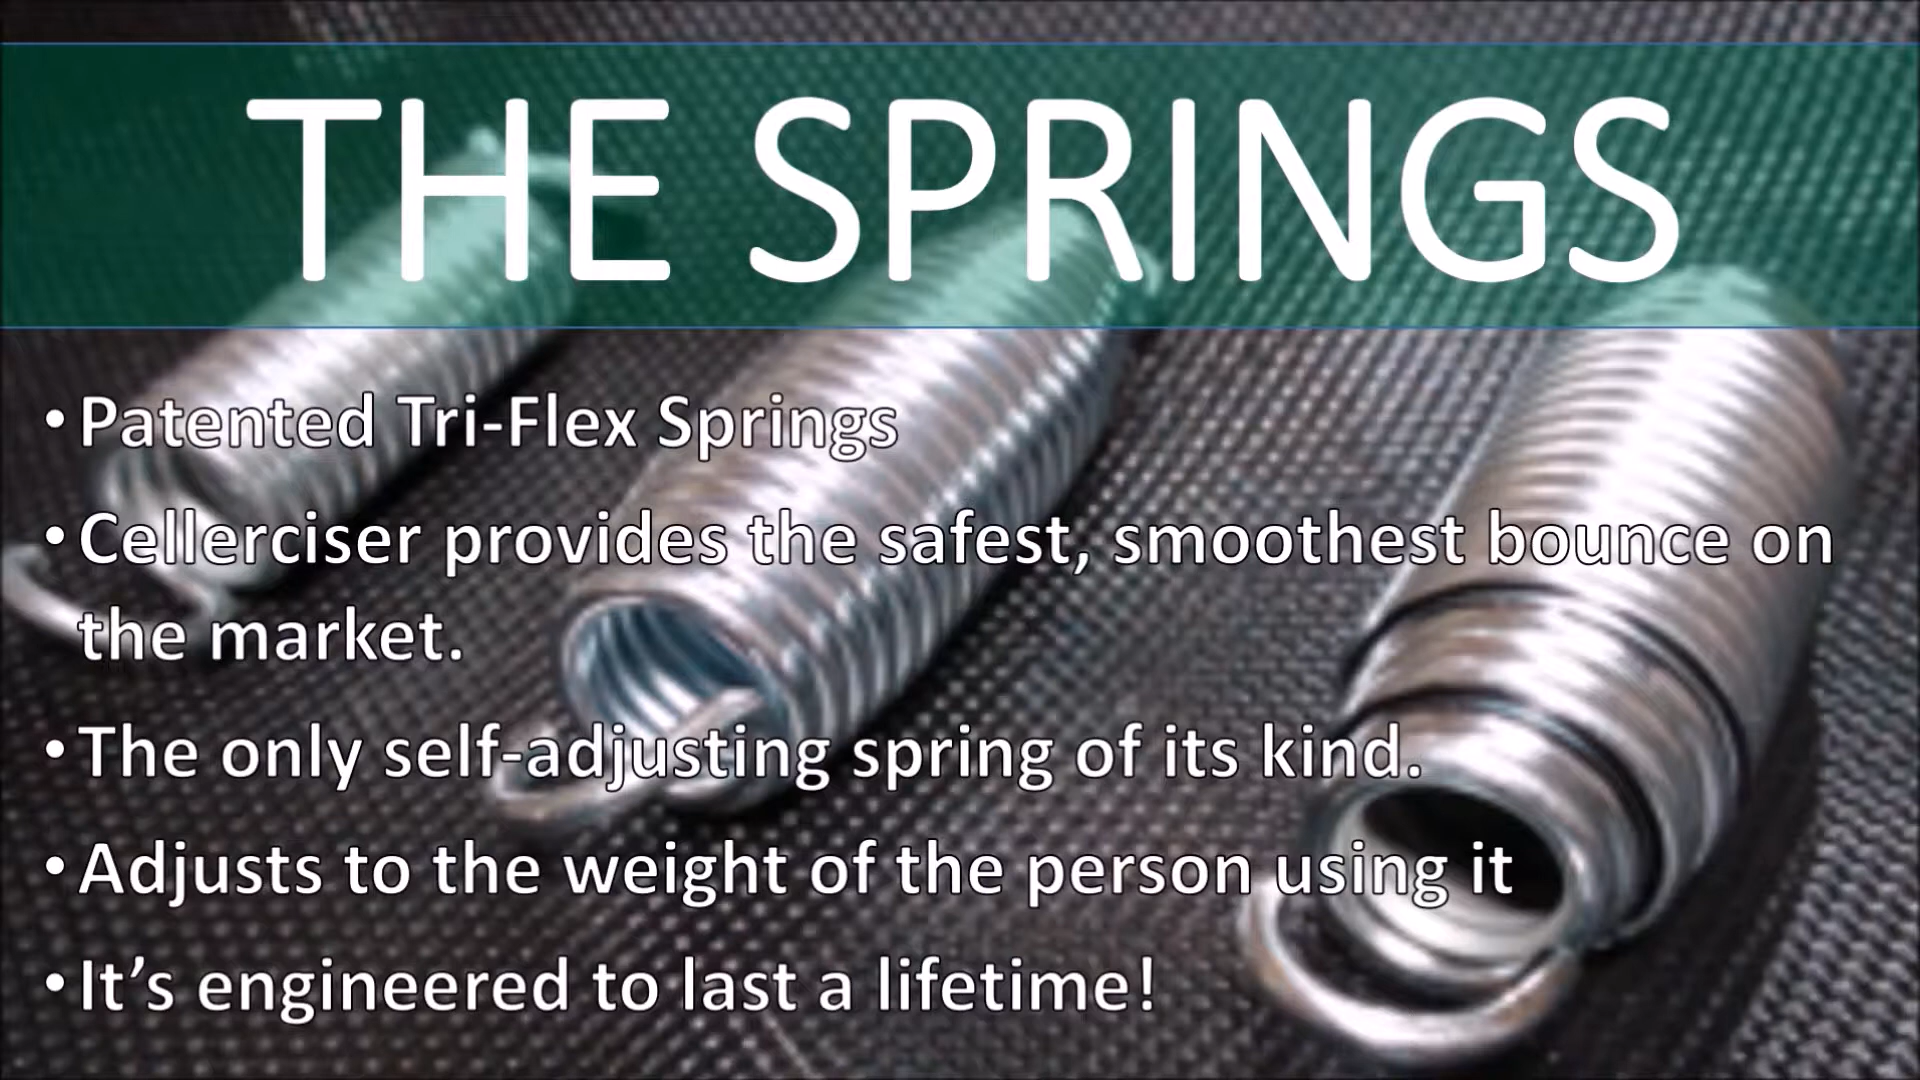 THE SPRINGS
• Patented Tri-Flex Springs
• Cellerciser provides the safest, smoothest bounce on
the market.
• The only self-adjusting spring of its kind.
• Adjusts to the weight of the person using it
• It’s engineered to last a lifetime!